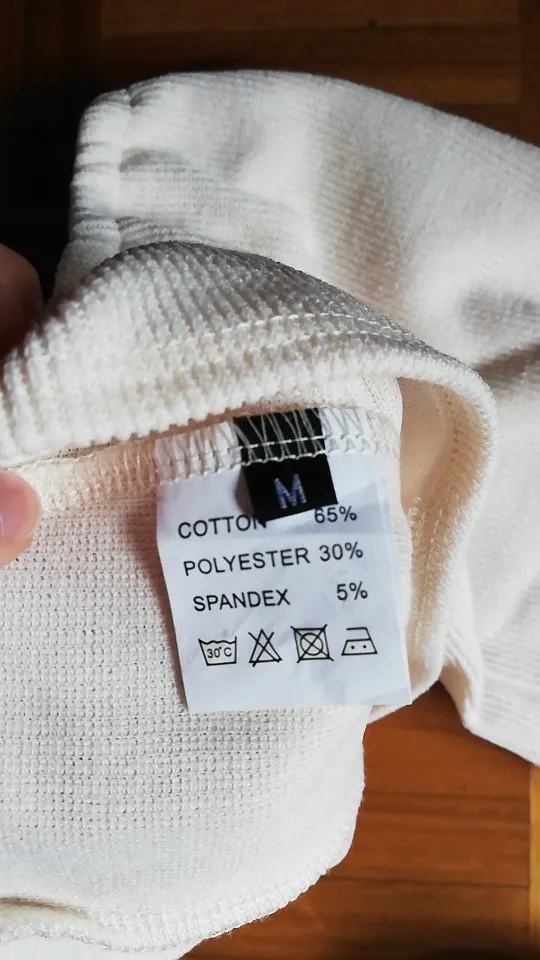 M
COTTON 65%
POLYESTER 30%
SPANDEX 5%
30°C